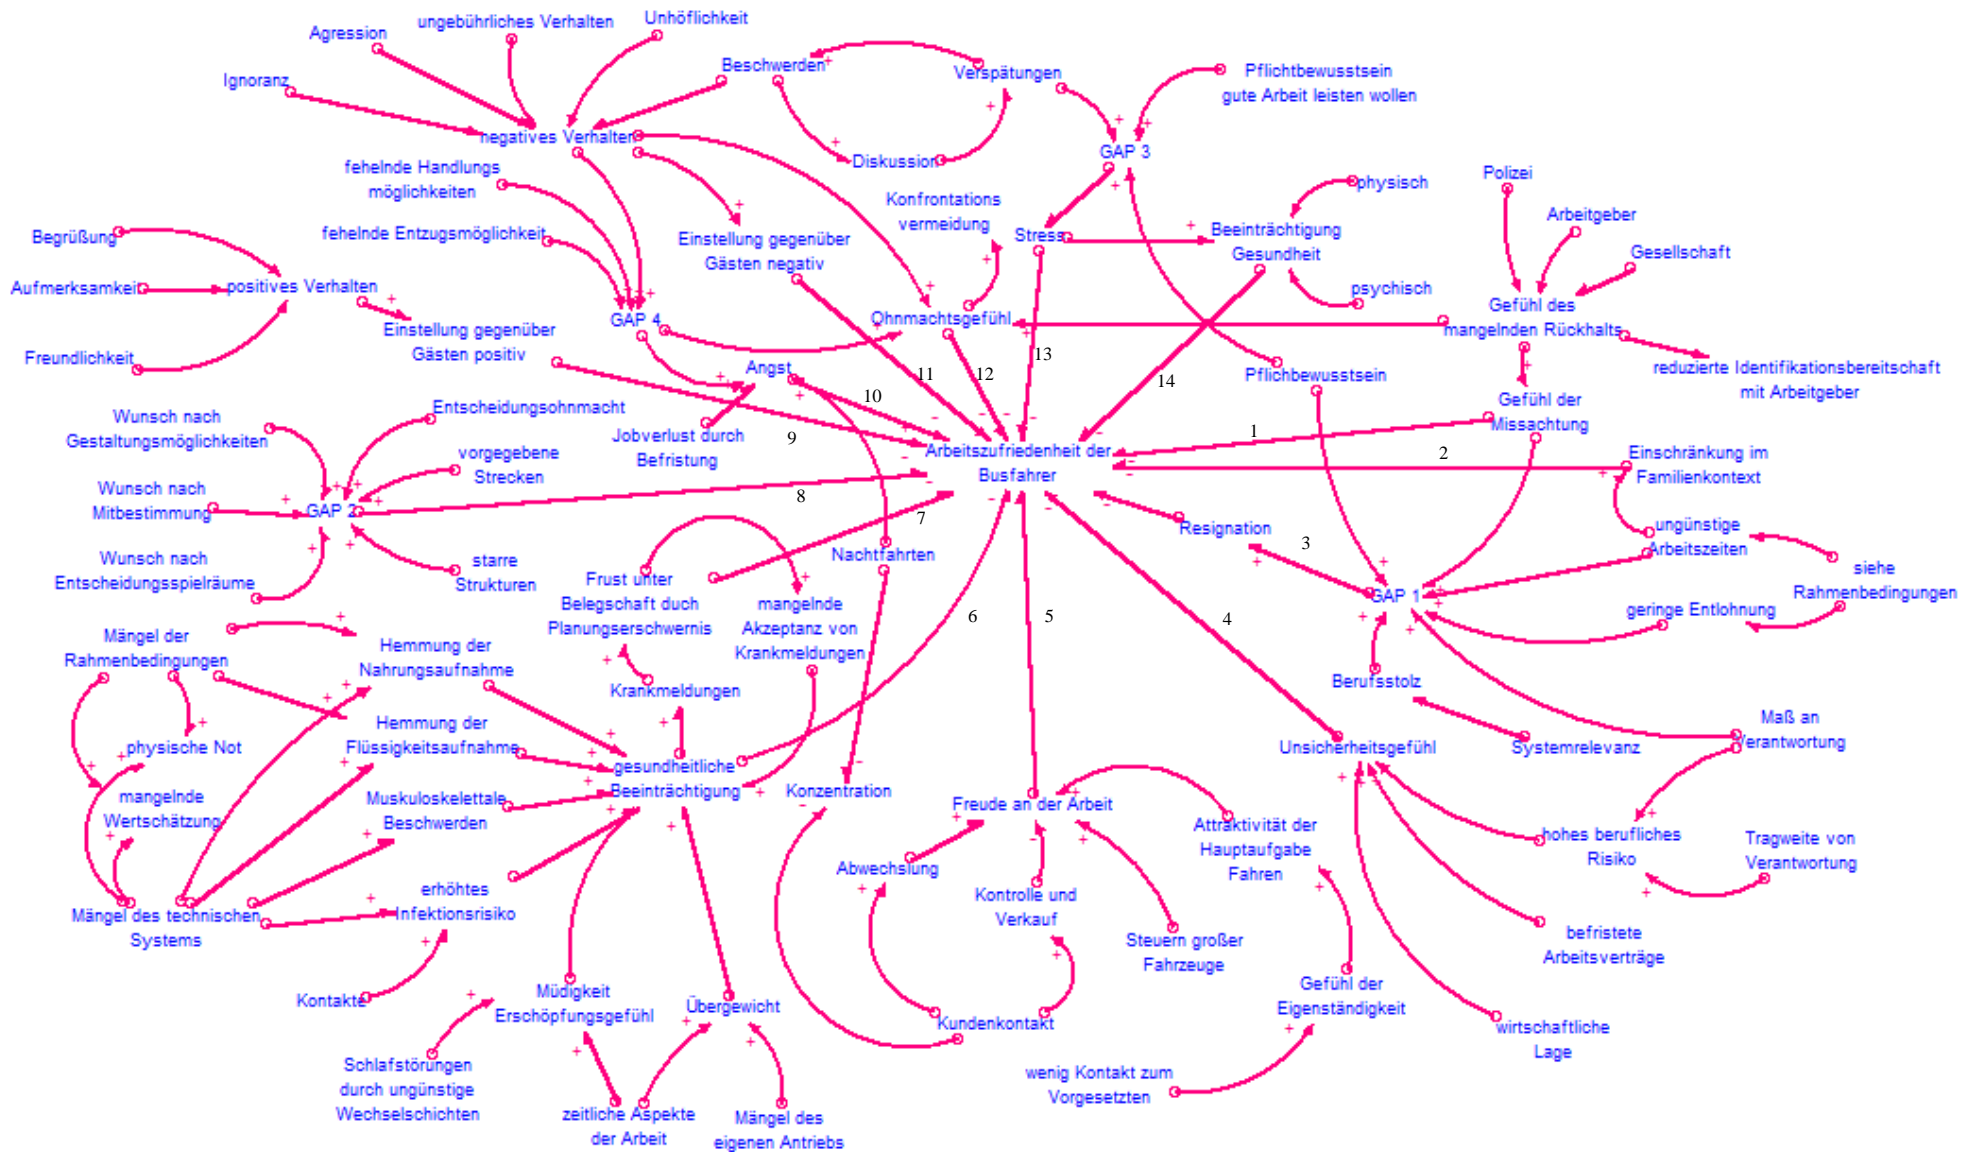 ungebührliches Verhalten
Unhöflichkeit
Agression
Ignoranz
Beschwerden
Verspätungen
Pflichtbewusstsein
gute Arbeit leisten wollen
negatives Verhalten
Diskussion
GAP 3
fehelnde Handlungs
möglichkeiten
Konfrontations
vermeidung
physisch
Polizei
Arbeitgeber
Gesellschaft
Begrüßung
fehelnde Entzugsmöglichkeit
Einstellung gegenüber
Gästen negativ
Stress
Beeinträchtigung
Gesundheit
psychisch
Aufmerksamkeit
positives Verhalten
Gefühl des
mangelnden Rückhalts
GAP 4
Ohnmachtsgefühl
Einstellung gegenüber
Gästen positiv
Freundlichkeit
Angst
13
11
12
14
10
Pflichbewusstsein
reduzierte Identifikationsbereitschaft
mit Arbeitgeber
Gefühl der
Missachtung
Wunsch nach
Gestaltungsmöglichkeiten
Entscheidungsohnmacht
Jobverlust durch
Befristung
9
1
2
vorgegebene
Strecken
Arbeitszufriedenheit der
Busfahrer
Einschränkung im
Familienkontext
Wunsch nach
Mitbestimmung
GAP 2
8
7
Resignation
3
ungünstige
Arbeitszeiten
Nachtfahrten
Wunsch nach
Entscheidungsspielräume
starre
Strukturen
Frust unter
Belegschaft duch
Planungserschwernis
mangelnde
Akzeptanz von
Krankmeldungen
6
5
4
GAP 1
siehe
Rahmenbedingungen
geringe Entlohnung
Mängel der
Rahmenbedingungen
Hemmung der
Nahrungsaufnahme
Krankmeldungen
Berufsstolz
Hemmung der
Flüssigkeitsaufnahme
physische Not
gesundheitliche
Beeinträchtigung
Unsicherheitsgefühl
Systemrelevanz
Maß an
Verantwortung
mangelnde
Wertschätzung
Muskuloskelettale
Beschwerden
Konzentration
Freude an der Arbeit
Attraktivität der
Hauptaufgabe
Fahren
hohes berufliches
Risiko
Tragweite von
Verantwortung
Abwechslung
Kontrolle und
Verkauf
erhöhtes
Infektionsrisiko
Mängel des technischen
Systems
Steuern großer
Fahrzeuge
befristete
Arbeitsverträge
Kontakte
Müdigkeit
Erschöpfungsgefühl
Übergewicht
Kundenkontakt
Gefühl der
Eigenständigkeit
wirtschaftliche
Lage
Schlafstörungen
durch ungünstige
Wechselschichten
wenig Kontakt zum
Vorgesetzten
zeitliche Aspekte
der Arbeit
Mängel des
eigenen Antriebs